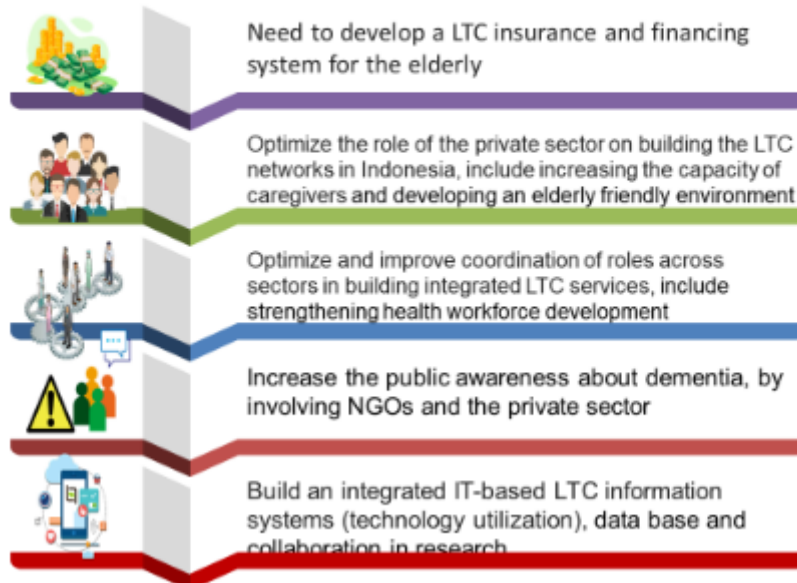 Need to develop a LTC insurance and financing
system for the elderly
Optimize the role of the private sector on building the LTC
networks in Indonesia, include increasing the capacity of
caregivers and developing an elderly friendly environment
Optimize and improve coordination of roles across
sectors in building integrated LTC services, include
strengthening health workforce development
Increase the public awareness about dementia, by
involving NGOs and the private sector
Build an integrated IT-based LTC information
systems (technology utilization), data base and
collaboration in research